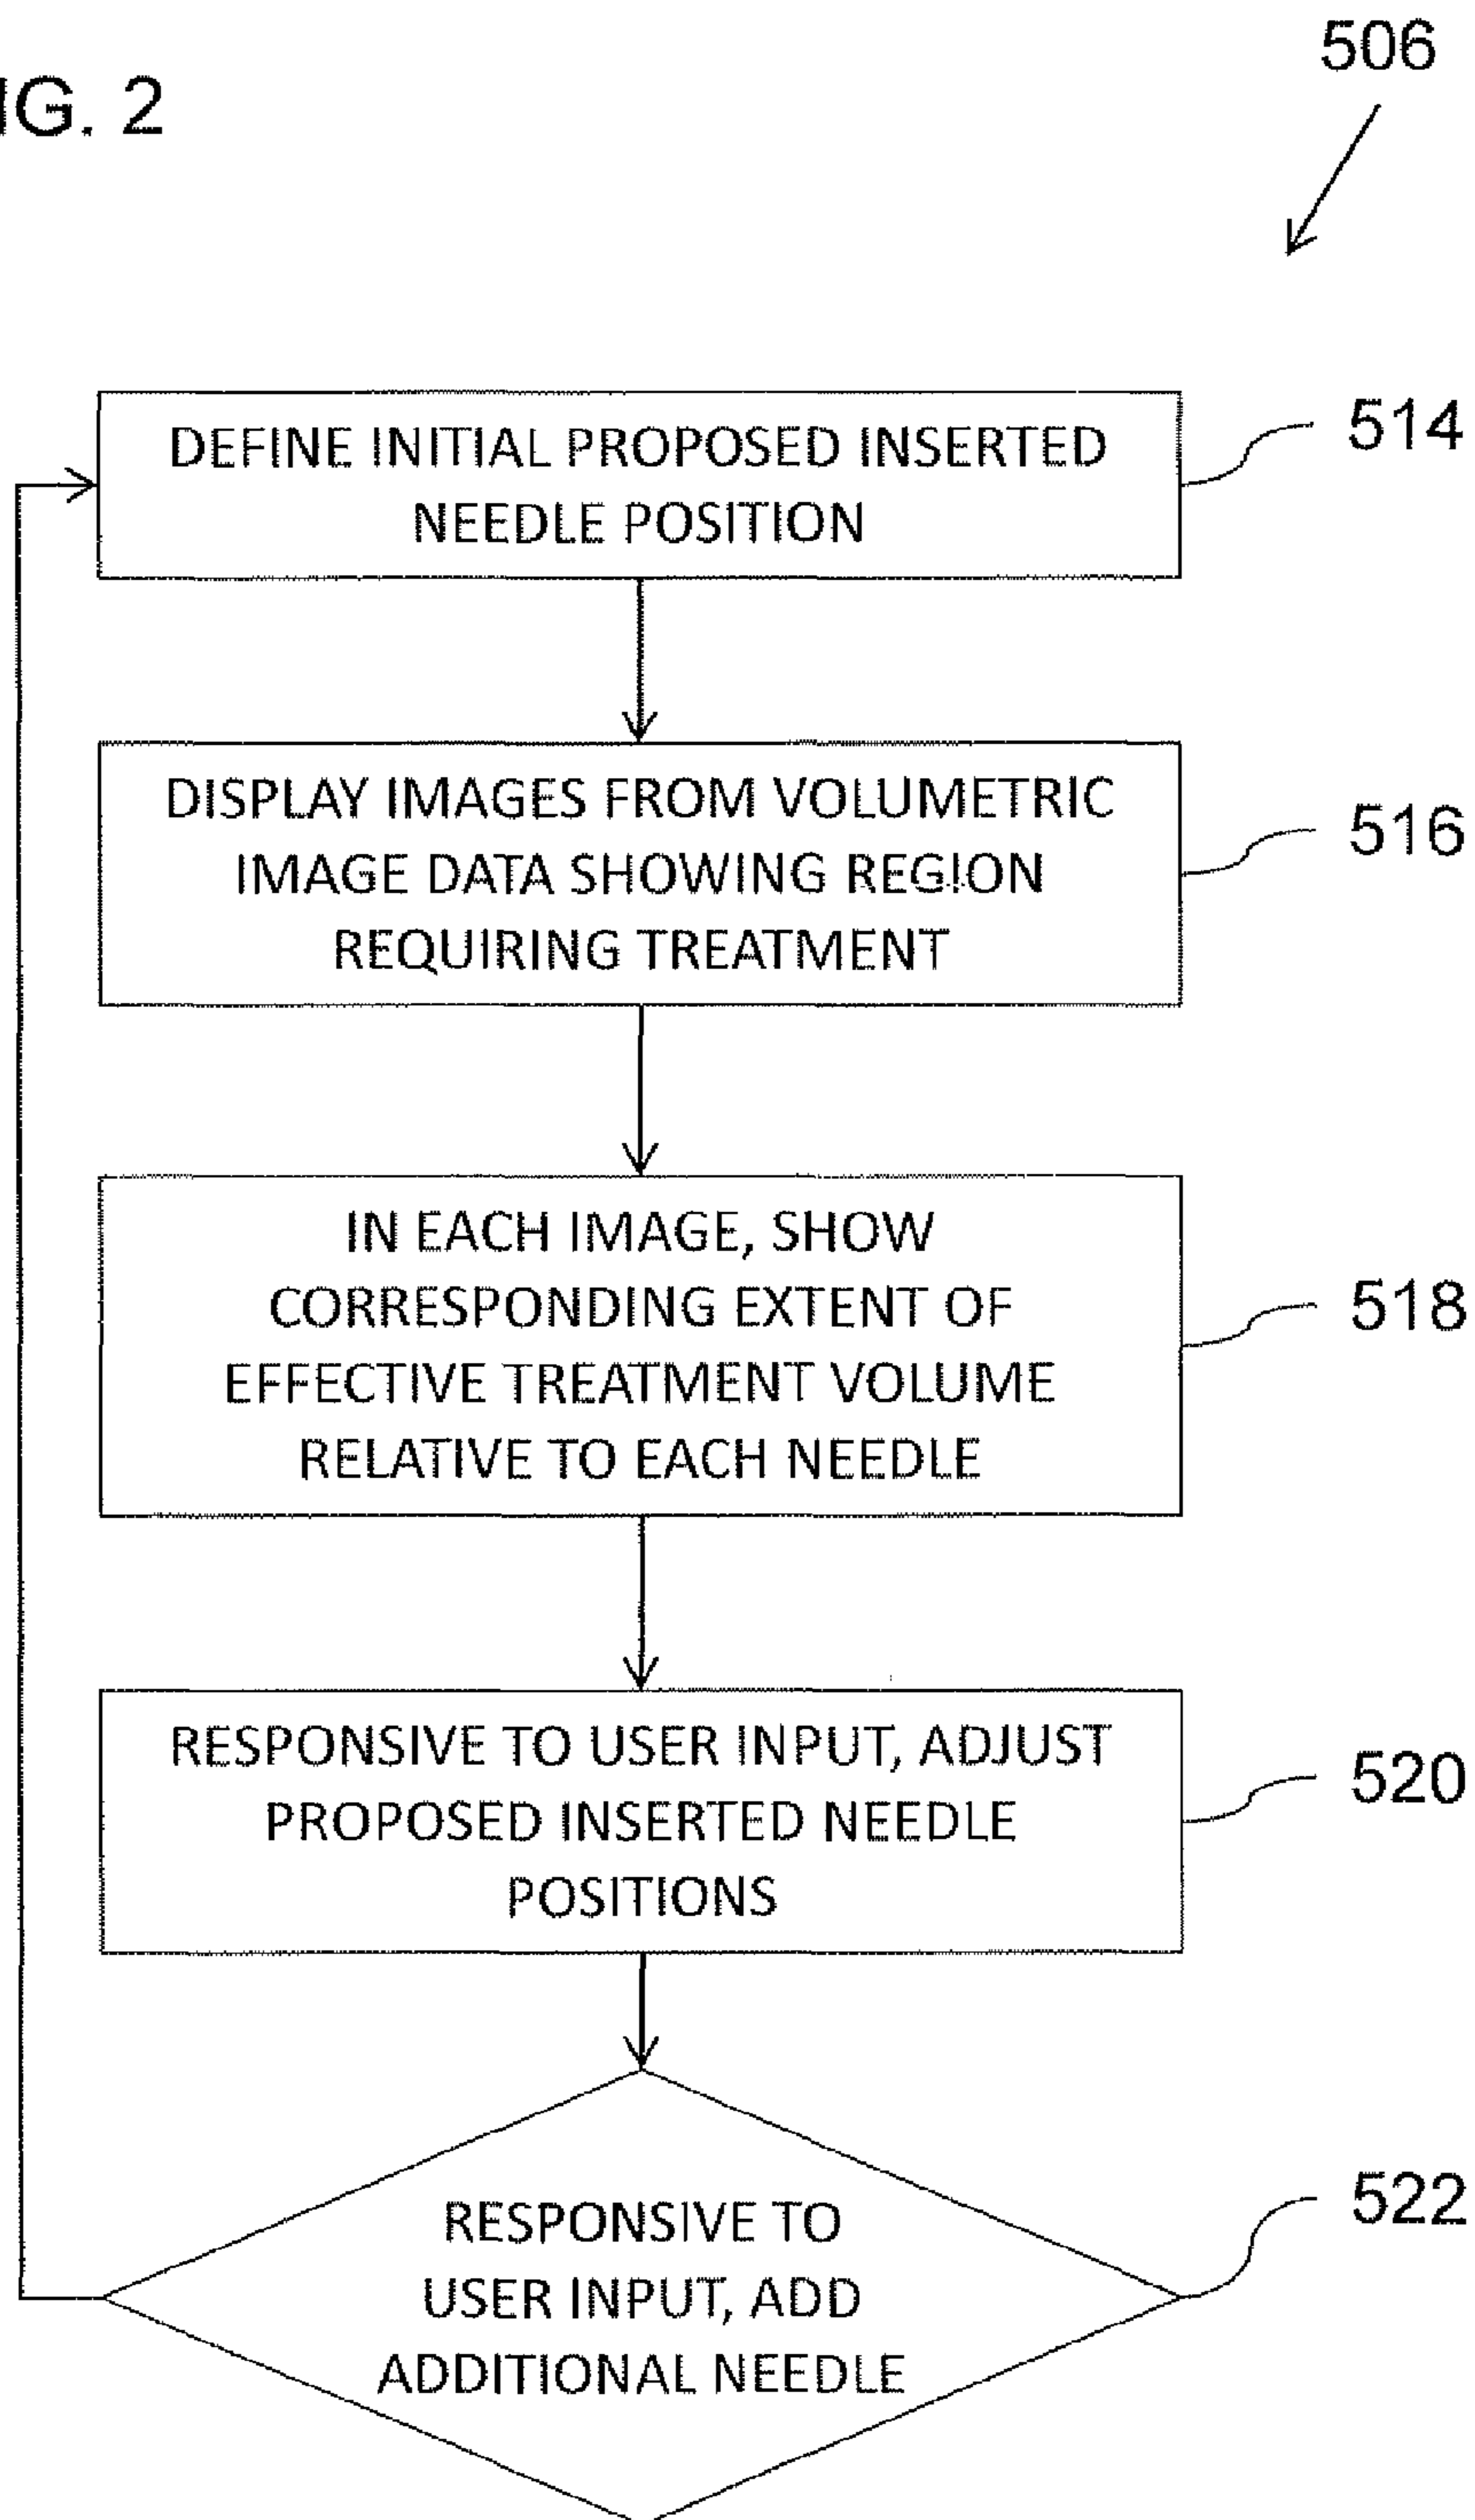 IG. 2
506
DEFINE INITIAL PROPOSED INSERTED
NEEDLE POSITION
514
DISPLAY IMAGES FROM VOLUMETRIC
IMAGE DATA SHOWING REGION
REQUIRING TREATMENT
516
IN EACH IMAGE, SHOW
CORRESPONDING EXTENT OF
EFFECTIVE TREATMENT VOLUME
RELATIVE TO EACH NEEDLE
518
RESPONSIVE TO USER INPUT, ADJUST
PROPOSED INSERTED NEEDLE
POSITIONS
520
RESPONSIVE TO
USER INPUT, ADD
ADDITIONAL NEEDLE
522